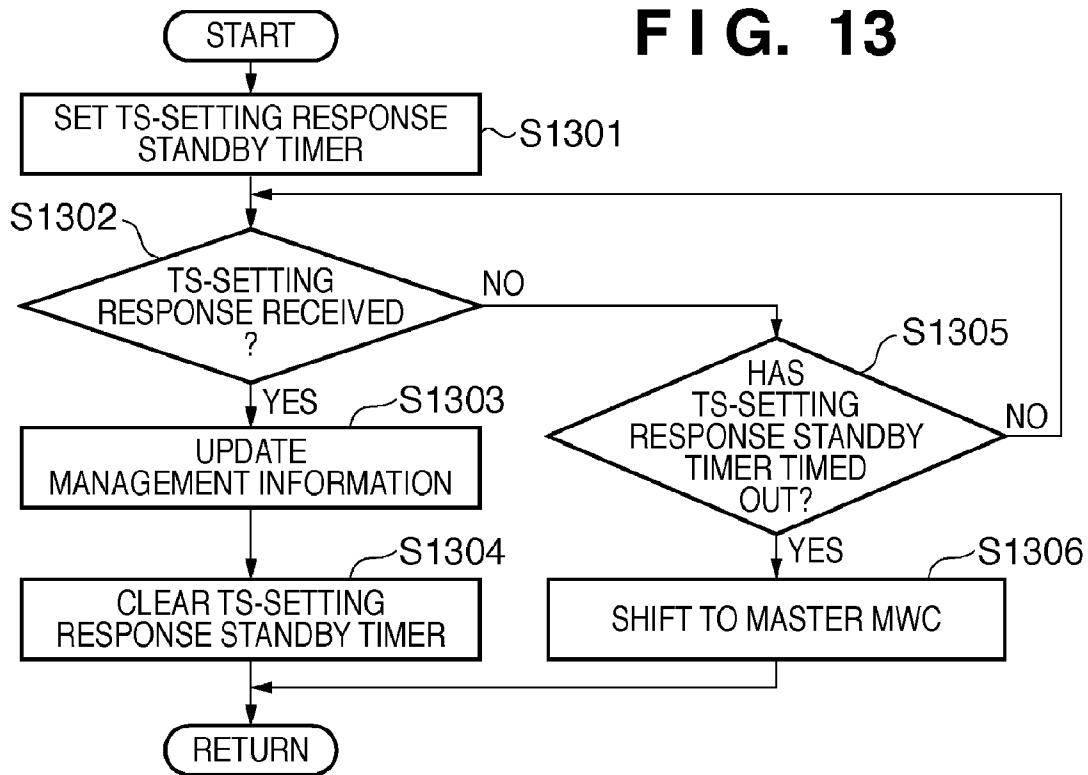 FIG. 13
START
SET TS-SETTING RESPONSE
STANDBY TIMER
S1301
S1302
TS-SETTING
RESPONSE RECEIVED
?
NO
YES
S1303
UPDATE
MANAGEMENT INFORMATION
S1304
CLEAR TS-SETTING
RESPONSE STANDBY TIMER
S1305
HAS
TS-SETTING
RESPONSE STANDBY
TIMER TIMED
OUT?
NO
YES
S1306
SHIFT TO MASTER MWC
RETURN